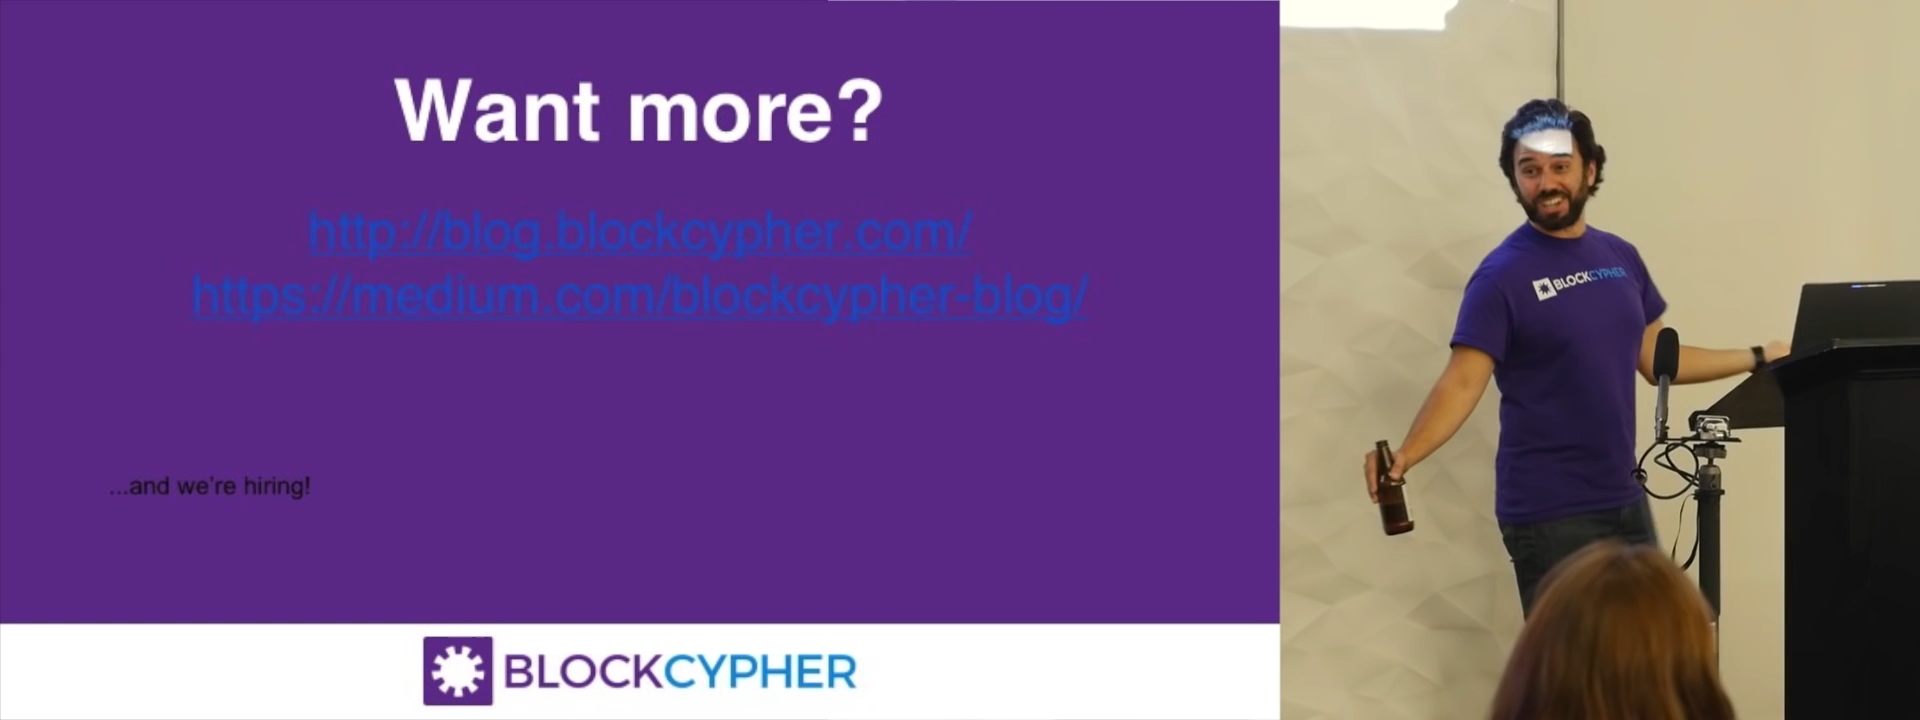 Want more?
http://blog.blockcypher.com/
https://medium.com/blockcypher-blog/
...and we're hiring!
BLOCKCYPHER
BLOCKCYPHER